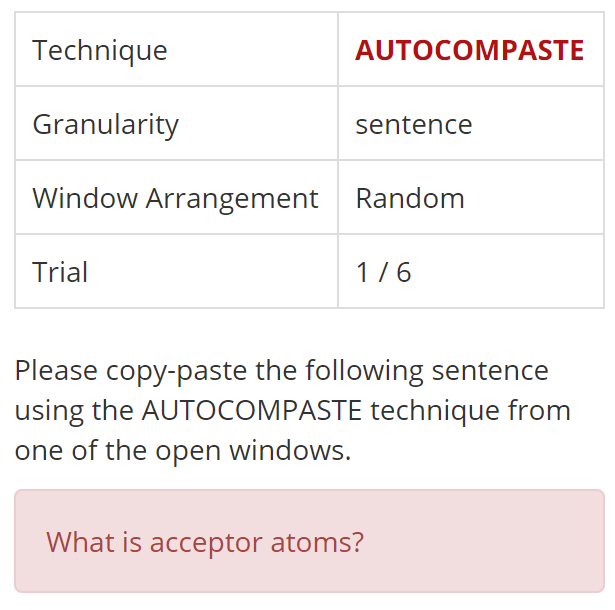 Technique AUTOCOMPASTE
Granularity sentence
Window Arrangement Random
Trial 1 / 6
Please copy-paste the following sentence
using the AUTOCOMPASTE technique from
one of the open windows.
What is acceptor atoms?